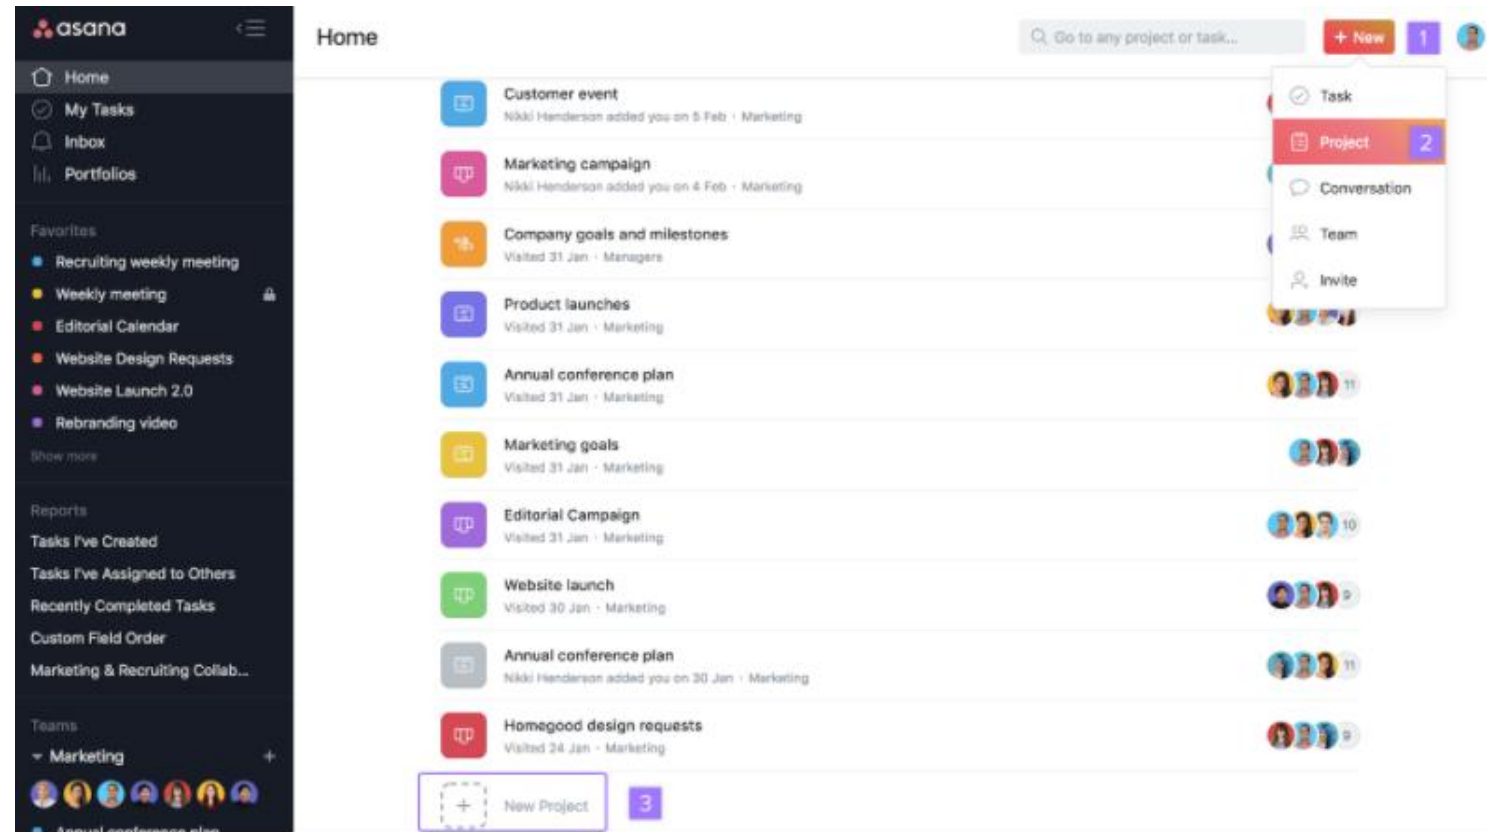 asana
Home
My Tasks
Inbox
Portfolios
Favorites
Recruiting weekly meeting
Weekly meeting
Editorial Calendar
Website Design Requests
Website Launch 2.0
Rebranding video
Show more
Reports
Tasks I've Created
Tasks I've Assigned to Others
Recently Completed Tasks
Custom Field Order
Marketing & Recruiting Collab...
Teams
Marketing
+
Annual conference plan
Home
Go to any project or task...
+ New
1
Task
Project
2
Conversation
Team
Invite
Customer event
Nikki Henderson added you on 5 Feb · Marketing
Marketing campaign
Nikki Henderson added you on 4 Feb · Marketing
Company goals and milestones
Visited 31 Jan · Managers
Product launches
Visited 31 Jan · Marketing
Annual conference plan
Visited 31 Jan · Marketing
11
Marketing goals
Visited 31 Jan · Marketing
Editorial Campaign
Visited 31 Jan · Marketing
10
Website launch
Visited 30 Jan · Marketing
9
Annual conference plan
Nikki Henderson added you on 30 Jan · Marketing
11
Homegood design requests
Visited 24 Jan · Marketing
9
+ New Project
3